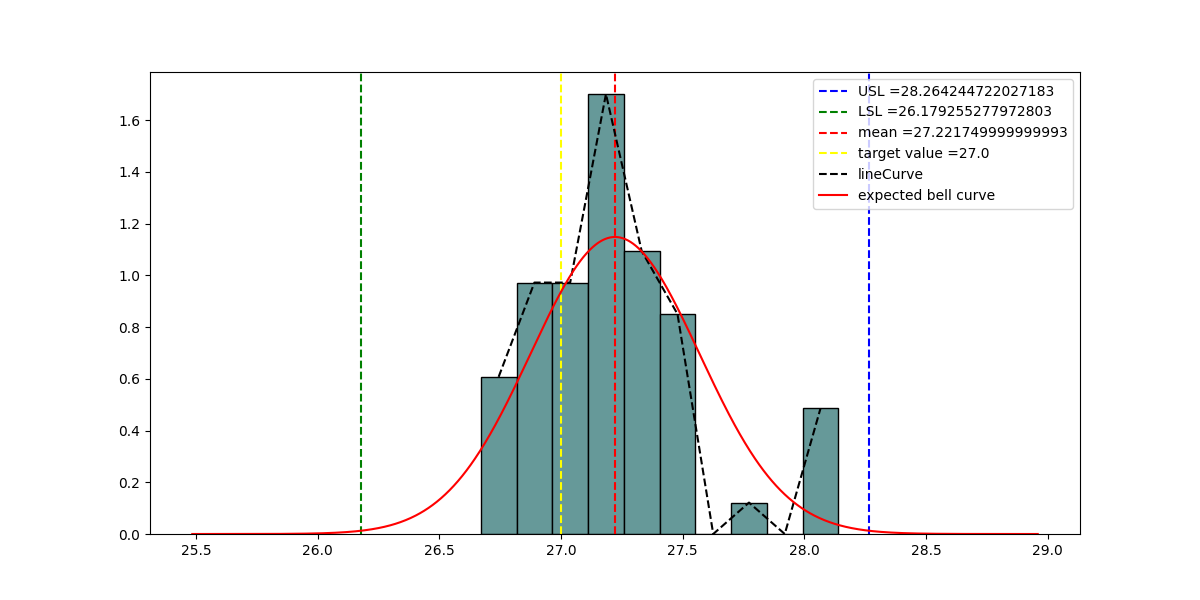 USL =28.264244722027183
LSL =26.179255277972803
mean =27.221749999999993
target value =27.0
lineCurve
expected bell curve
1.6
1.4
1.2
1.0
0.8
0.6
0.4
0.2
0.0
25.5 26.0 26.5 27.0 27.5 28.0 28.5 29.0